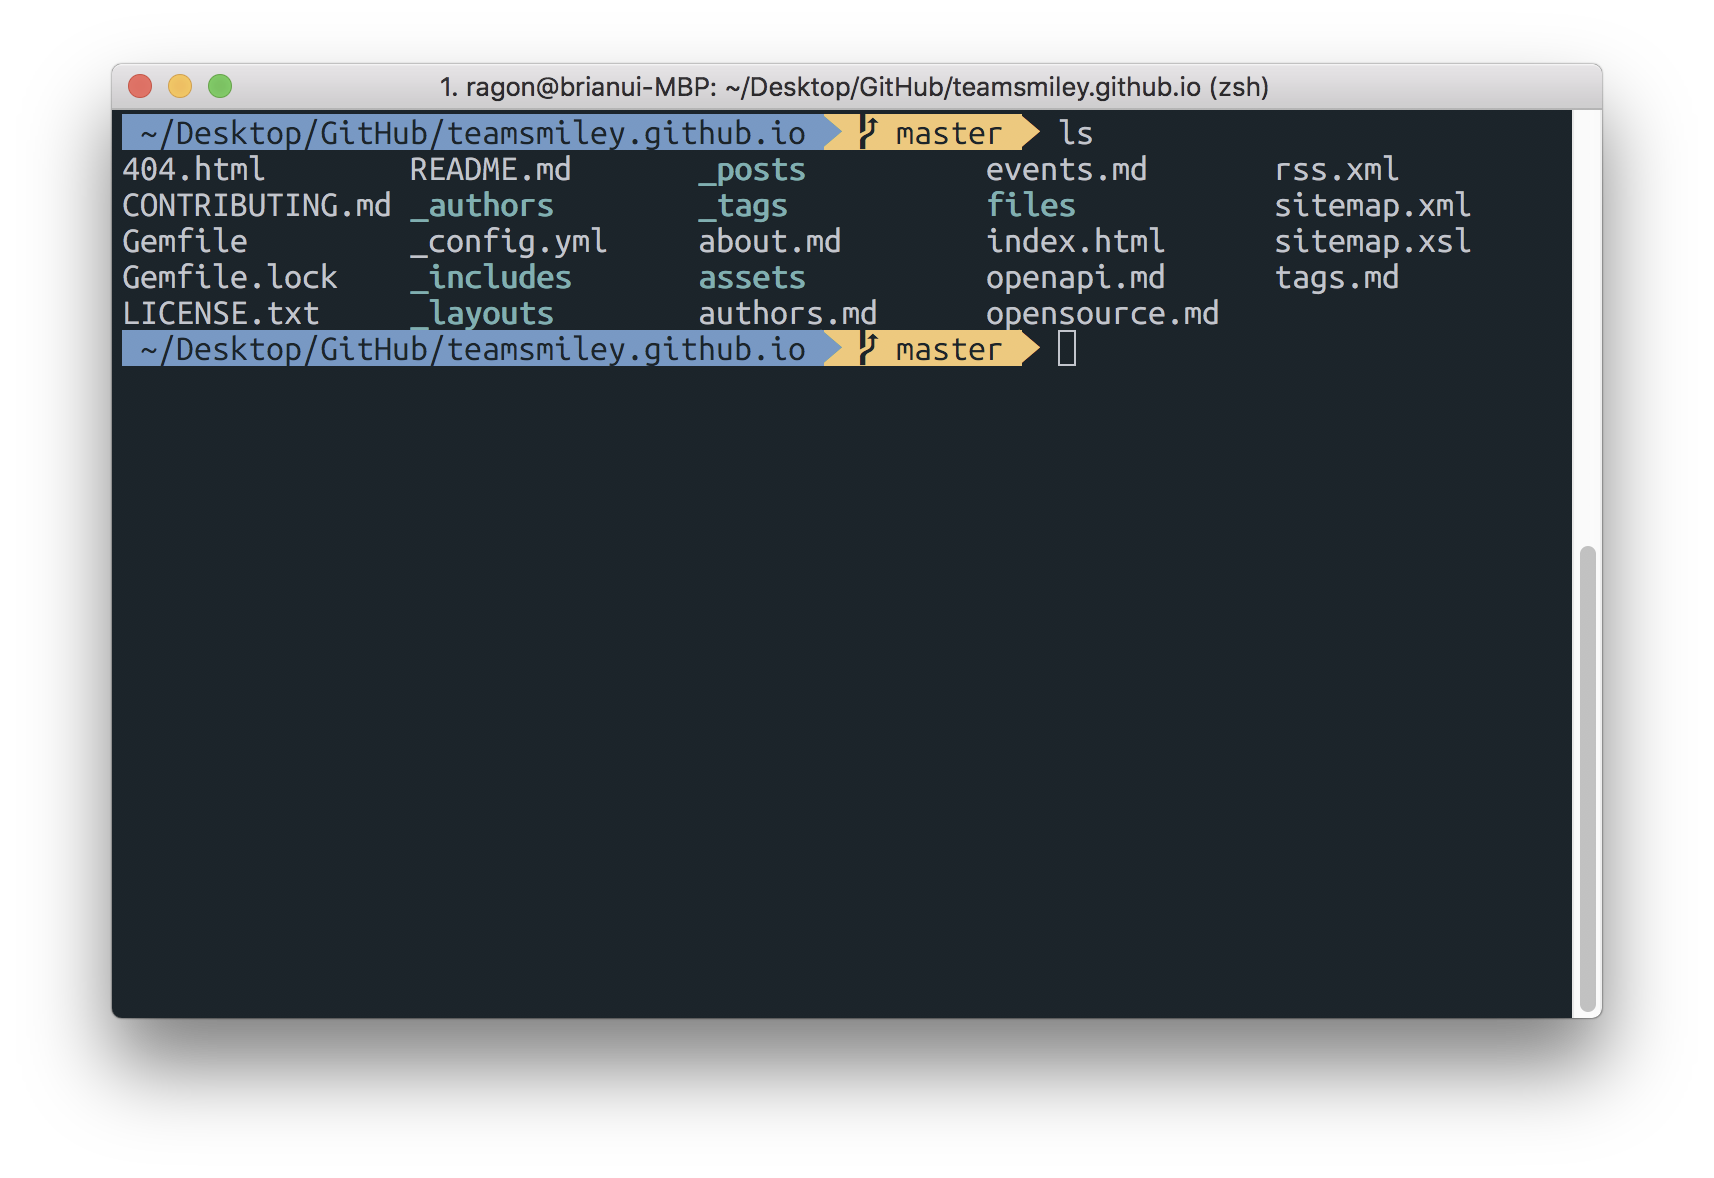 1. ragon@brianui-MBP: ~/Desktop/GitHub/teamsmiley.github.io (zsh)
~/Desktop/GitHub/teamsmiley.github.io master ls
404.html README.md _posts events.md rss.xml
CONTRIBUTING.md _authors _tags files sitemap.xml
Gemfile _config.yml about.md index.html sitemap.xsl
Gemfile.lock _includes assets openapi.md tags.md
LICENSE.txt _layouts authors.md opensource.md
~/Desktop/GitHub/teamsmiley.github.io master